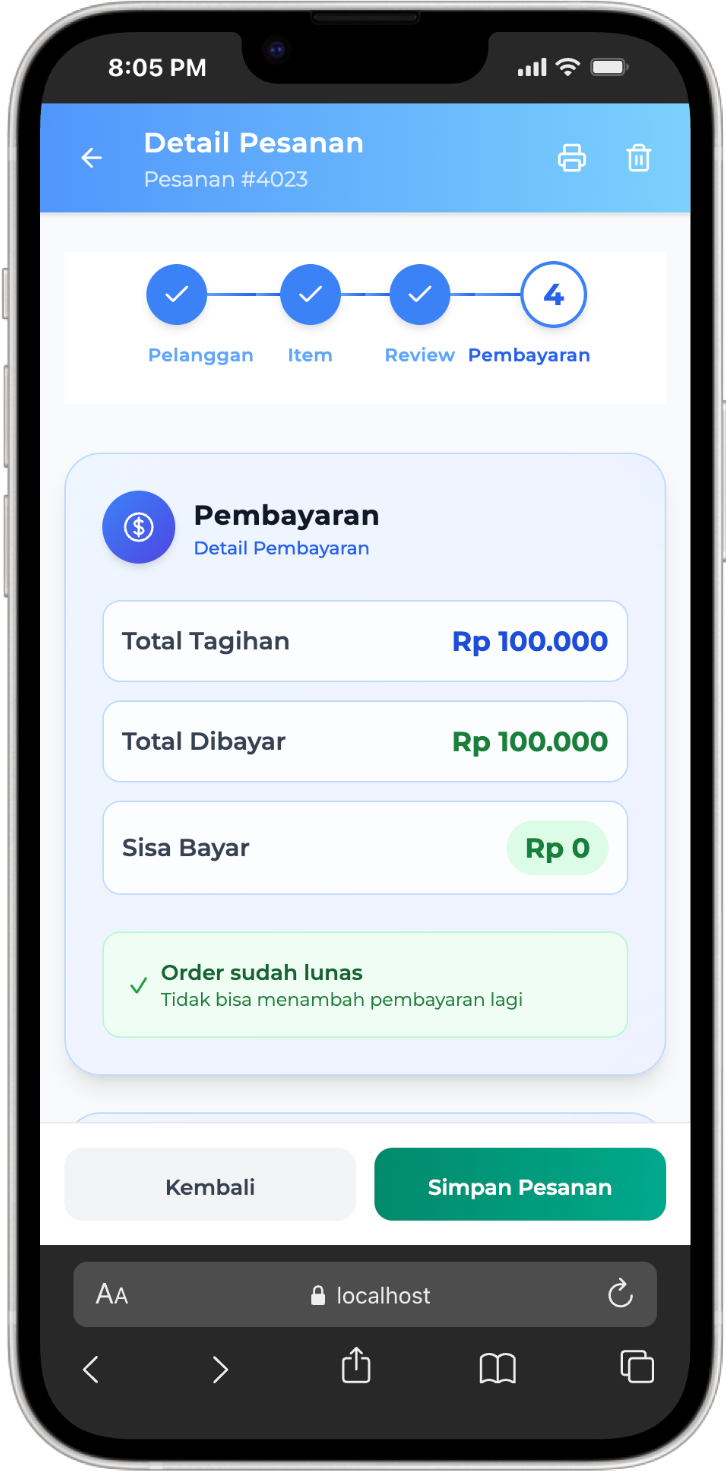 8:05 PM
Detail Pesanan
Pesanan #4023
4
Pelanggan Item Review Pembayaran
Pembayaran
Detail Pembayaran
Total Tagihan Rp 100.000
Total Dibayar Rp 100.000
Sisa Bayar Rp 0
Order sudah lunas
Tidak bisa menambah pembayaran lagi
Kembali Simpan Pesanan
AA localhost